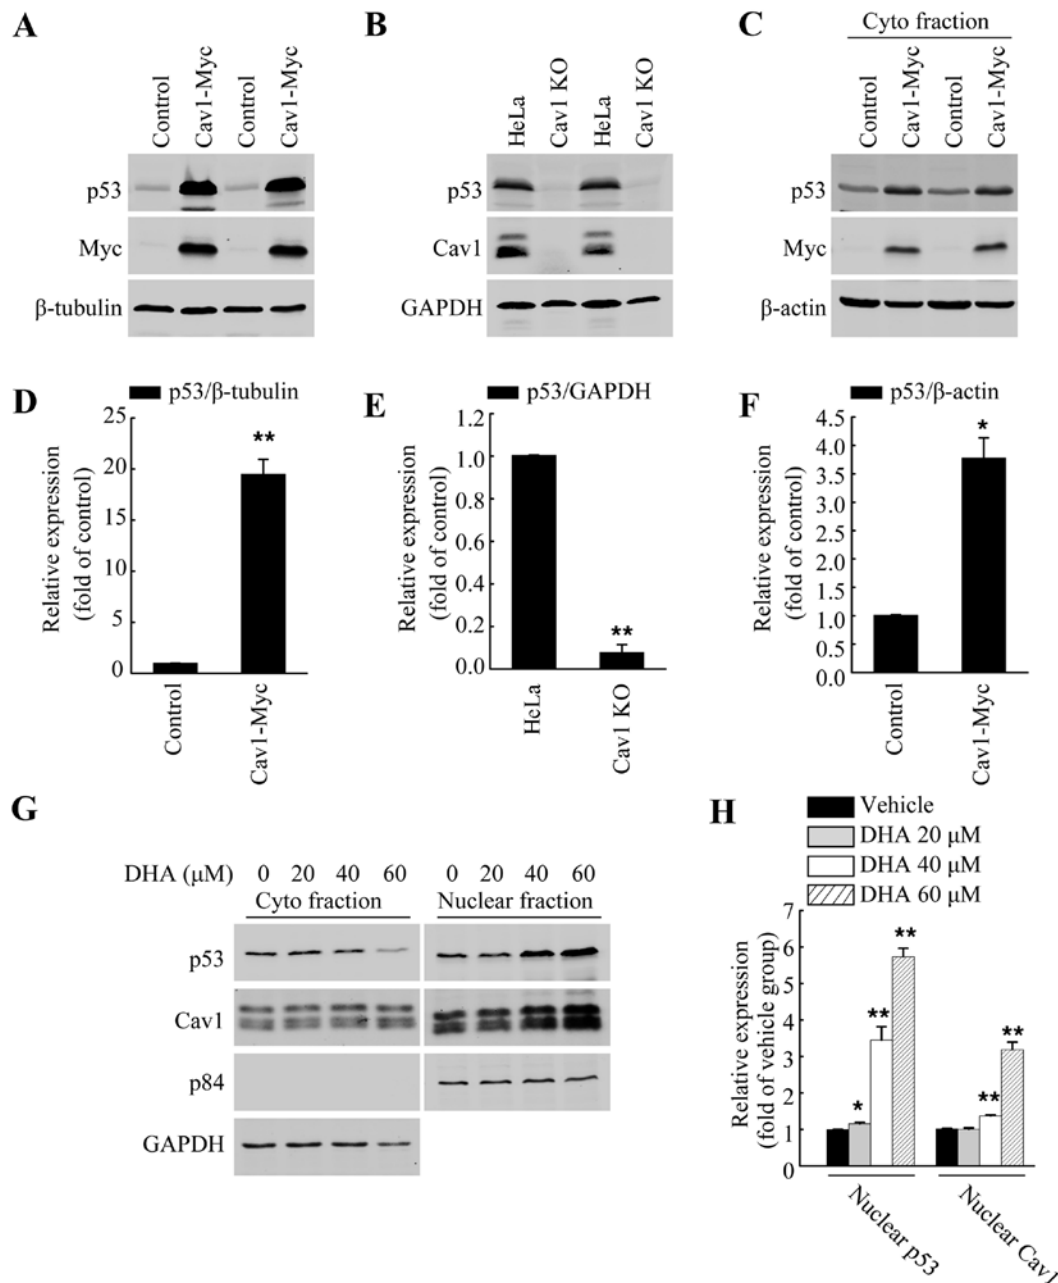 A
Control
Cav1-Myc
Control
Cav1-Myc
p53
Myc
β-tubulin
B
HeLa
Cav1 KO
HeLa
Cav1 KO
p53
Cav1
GAPDH
C
Cyto fraction
Control
Cav1-Myc
Control
Cav1-Myc
p53
Myc
β-actin
D
p53/β-tubulin
Relative expression
(fold of control)
25
20
15
10
5
0
**
Control
Cav1-Myc
E
p53/GAPDH
Relative expression
(fold of control)
1.2
1.0
0.8
0.6
0.4
0.2
0.0
**
HeLa
Cav1 KO
F
p53/β-actin
Relative expression
(fold of control)
4.5
4.0
3.5
3.0
2.5
2.0
1.5
1.0
0.5
0.0
*
Control
Cav1-Myc
G
DHA (μM) 0 20 40 60 0 20 40 60
Cyto fraction Nuclear fraction
p53
Cav1
p84
GAPDH
H
Vehicle
DHA 20 μM
DHA 40 μM
DHA 60 μM
Relative expression
(fold of vehicle group)
7
6
5
4
3
2
1
0
*
**
**
**
**
Nuclear p53
Nuclear Cav1